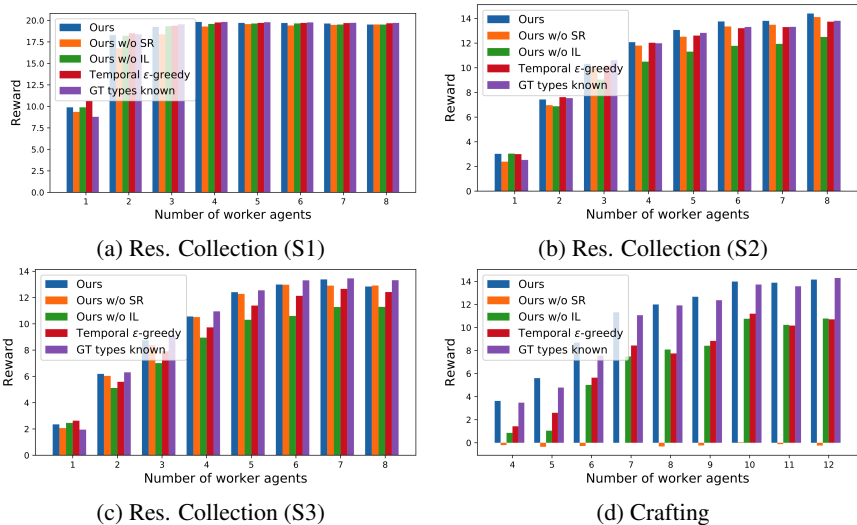 20.0
17.5
15.0
12.5
10.0
7.5
5.0
2.5
0.0
Reward
Ours
Ours w/o SR
Ours w/o IL
Temporal ε-greedy
GT types known
1 2 3 4 5 6 7 8
Number of worker agents
(a) Res. Collection (S1)
14
12
10
8
6
4
2
0
Reward
Ours
Ours w/o SR
Ours w/o IL
Temporal ε-greedy
GT types known
1 2 3 4 5 6 7 8
Number of worker agents
(b) Res. Collection (S2)
14
12
10
8
6
4
2
0
Reward
Ours
Ours w/o SR
Ours w/o IL
Temporal ε-greedy
GT types known
1 2 3 4 5 6 7 8
Number of worker agents
(c) Res. Collection (S3)
14
12
10
8
6
4
2
0
Reward
Ours
Ours w/o SR
Ours w/o IL
Temporal ε-greedy
GT types known
4 5 6 7 8 9 10 11 12
Number of worker agents
(d) Crafting